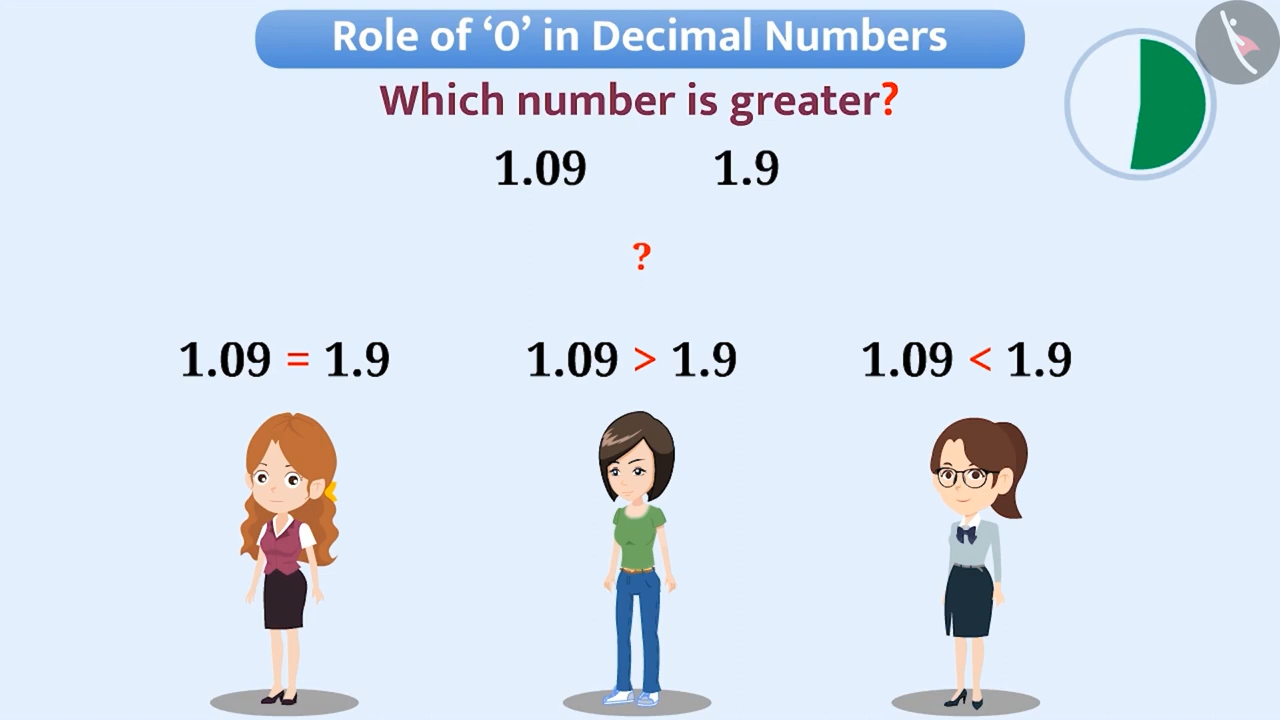 Role of ‘0’ in Decimal Numbers
Which number is greater?
1.09 1.9
?
1.09 = 1.9 1.09 > 1.9 1.09 < 1.9